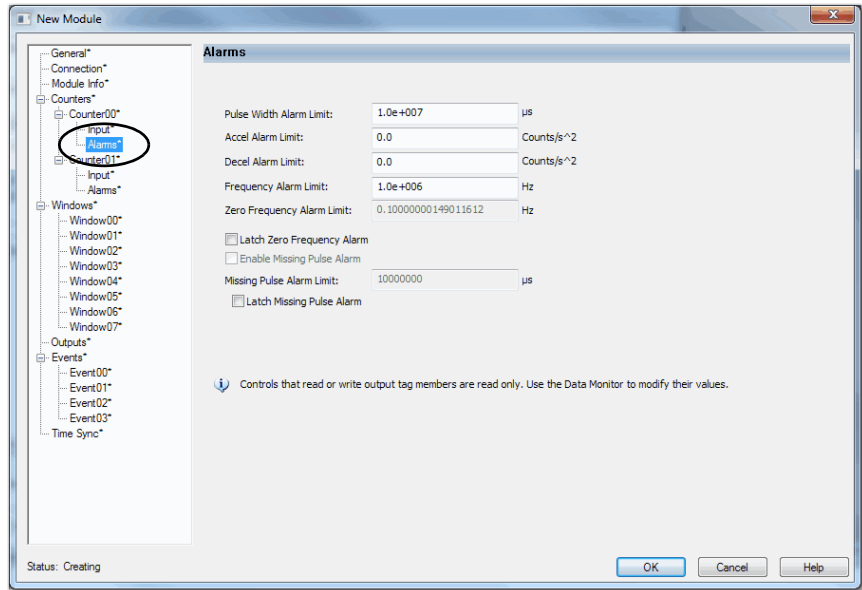 New Module
General*
Connection*
Module Info*
Counters*
Counter00*
Input*
Alarms*
Counter01*
Input*
Alarms*
Windows*
Window00*
Window01*
Window02*
Window03*
Window04*
Window05*
Window06*
Window07*
Outputs*
Events*
Event00*
Event01*
Event02*
Event03*
Time Sync*
Alarms
Pulse Width Alarm Limit: 1.0e+007 µs
Accel Alarm Limit: 0.0 Counts/s^2
Decel Alarm Limit: 0.0 Counts/s^2
Frequency Alarm Limit: 1.0e+006 Hz
Zero Frequency Alarm Limit: 0.10000000149011612 Hz
Latch Zero Frequency Alarm
Enable Missing Pulse Alarm
Missing Pulse Alarm Limit: 10000000 µs
Latch Missing Pulse Alarm
Controls that read or write output tag members are read only. Use the Data Monitor to modify their values.
Status: Creating
OK Cancel Help